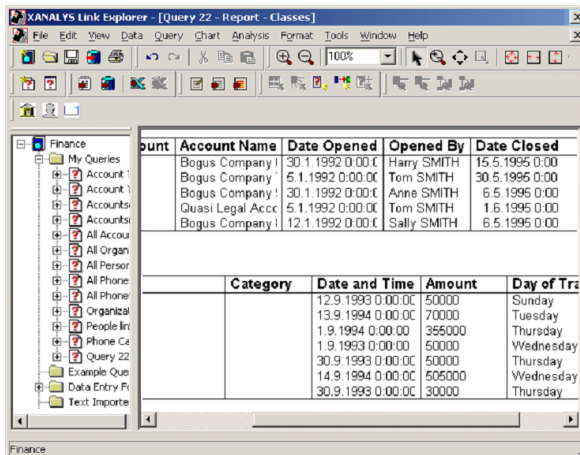 XANALYS Link Explorer - [Query 22 - Report - Classes]
File Edit View Data Query Chart Analysis Format Tools Window Help
100%
Finance
My Queries
Account
Account
Accounts
Accounts
All Accou
All Organ
All Person
All Phone
All Phone
Organizat
People lin
Phone Ca
Query 22
Example Que
Data Entry Fo
Text Importe
ount Account Name Date Opened Opened By Date Closed
Bogus Company 30.1.1992 0:00:0 Harry SMITH 15.5.1995 0:00
Bogus Company 5.1.1992 0:00:0 Tom SMITH 30.5.1995 0:00
Bogus Company 30.1.1992 0:00:0 Anne SMITH 6.5.1995 0:00
Quasi Legal Acco 5.1.1992 0:00:0 Tom SMITH 1.6.1995 0:00
Bogus Company 12.1.1992 0:00:0 Sally SMITH 6.5.1995 0:00
Category Date and Time Amount Day of Tra
12.9.1993 0:00:00 50000 Sunday
13.9.1994 0:00:00 70000 Tuesday
1.9.1994 0:00:00 355000 Thursday
1.9.1993 0:00:00 50000 Wednesday
30.9.1993 0:00:00 50000 Thursday
14.9.1994 0:00:00 505000 Wednesday
30.9.1993 0:00:00 30000 Thursday
Finance